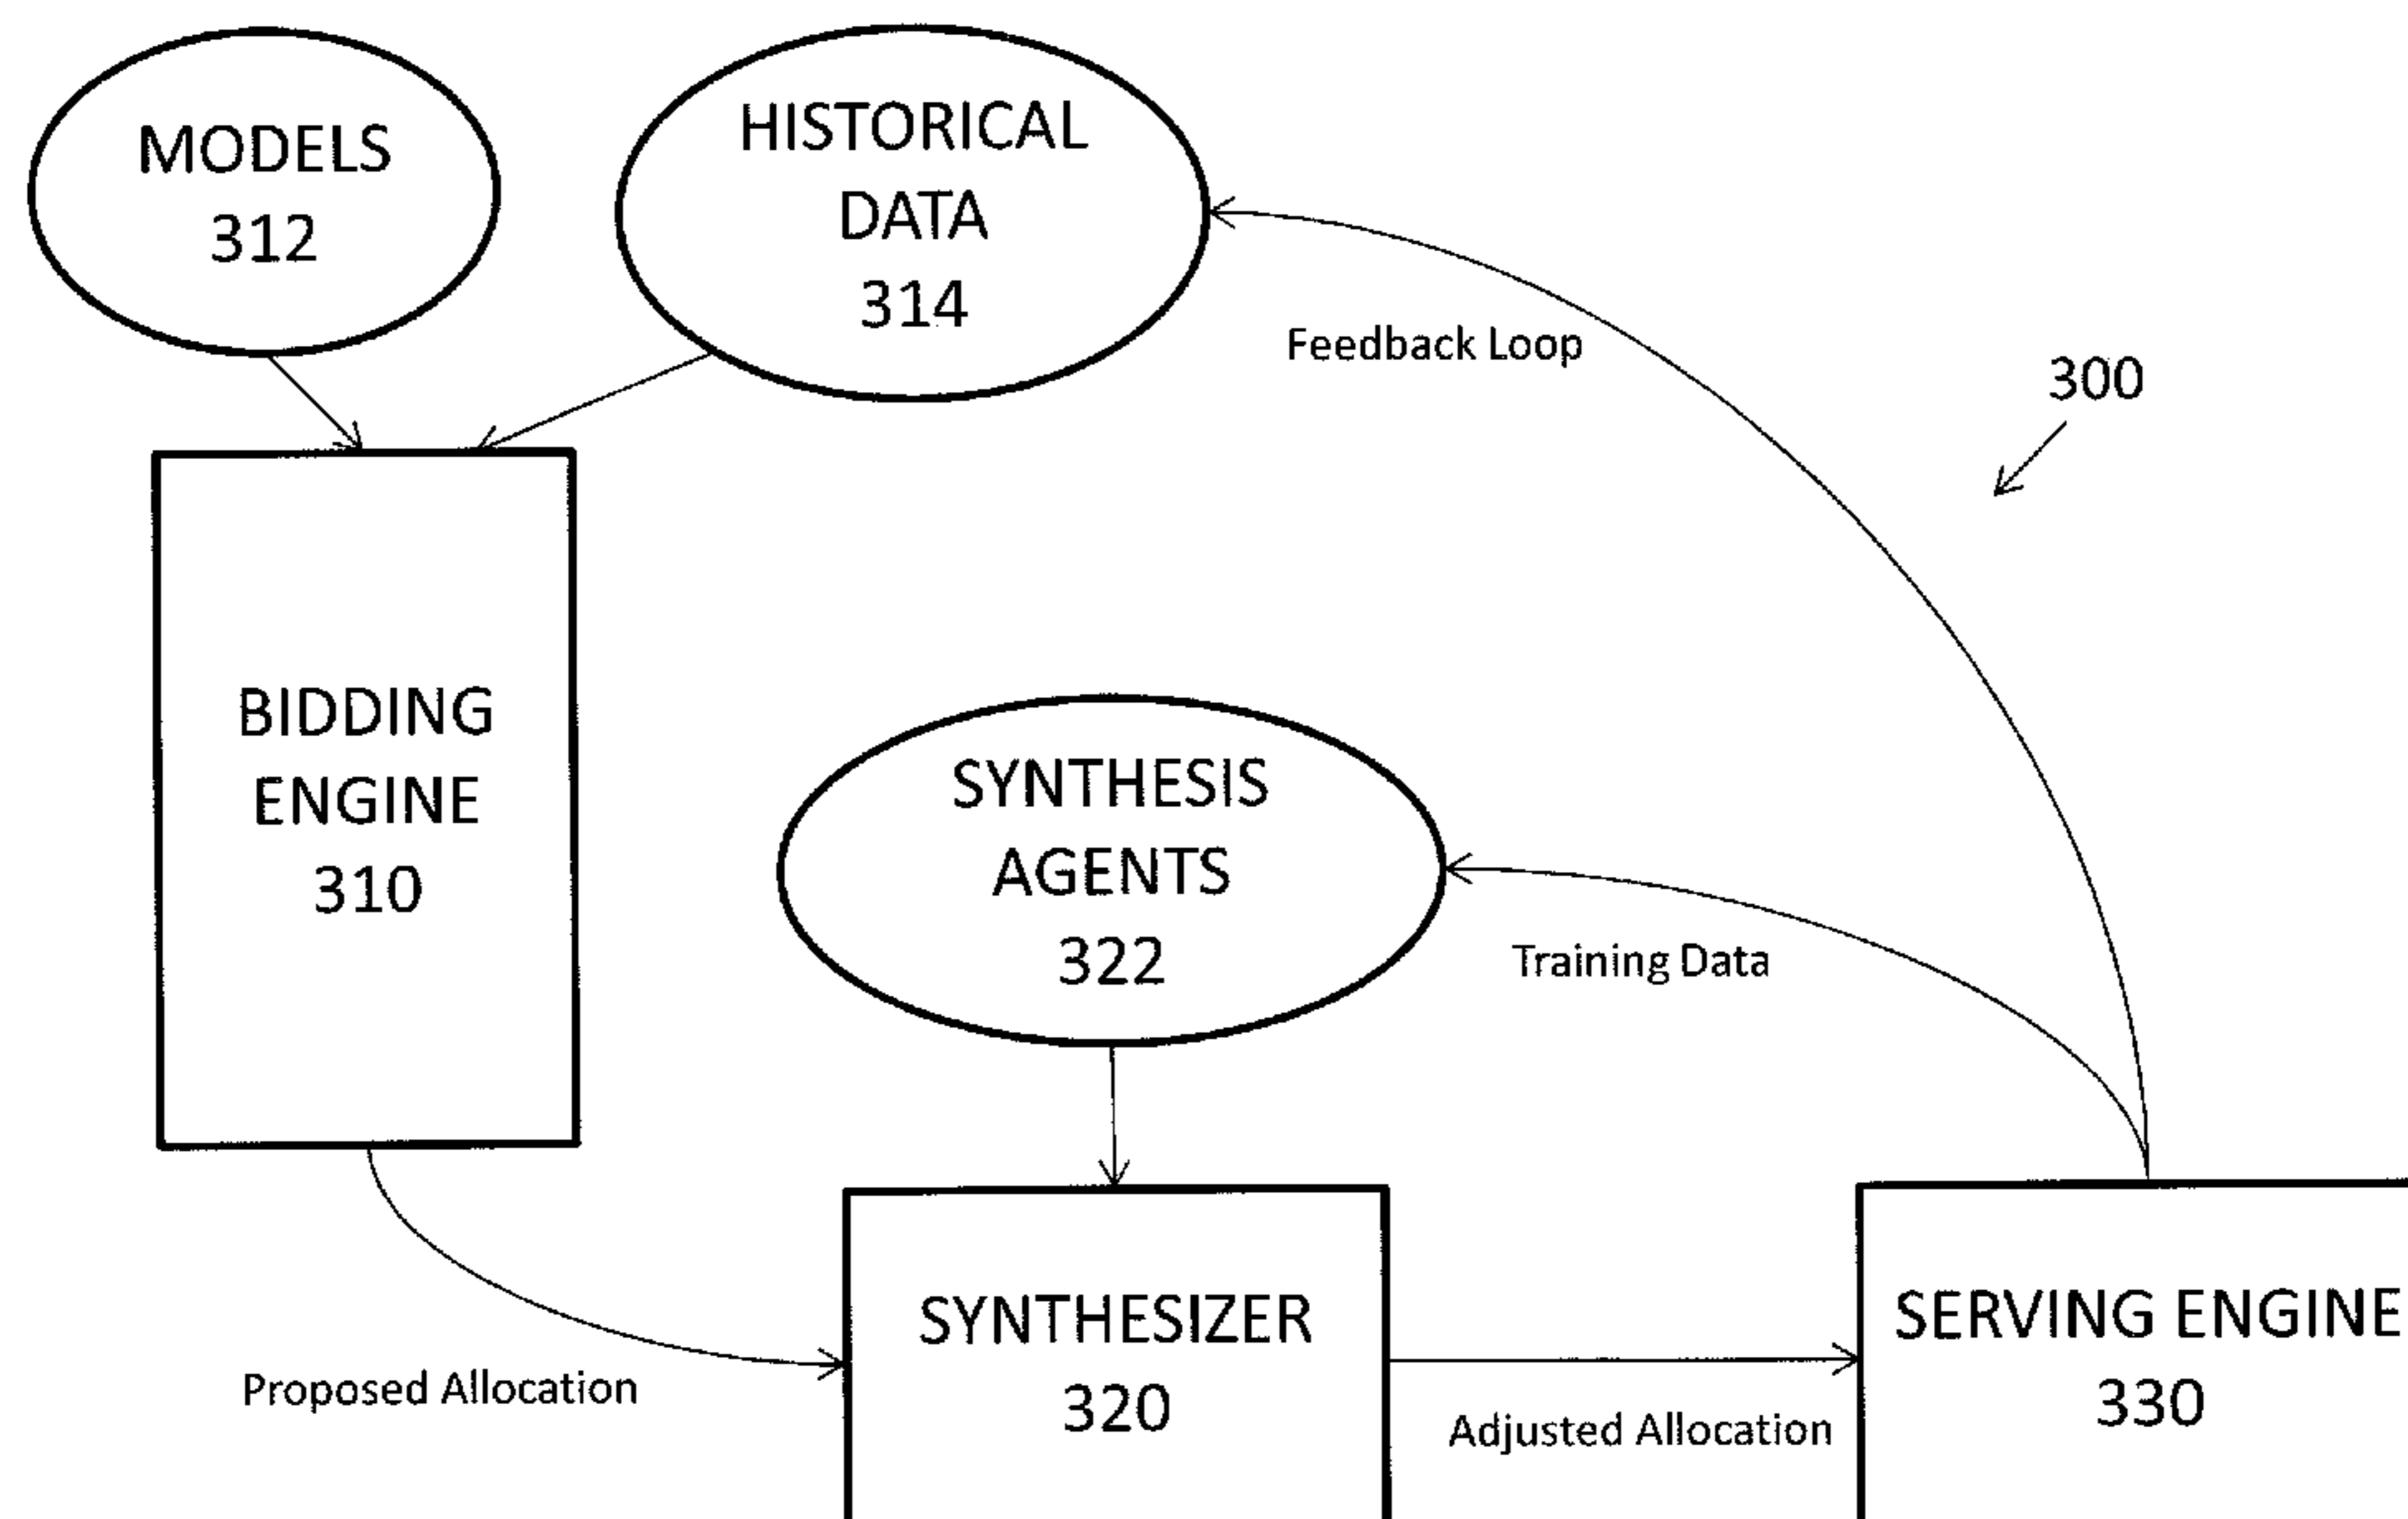 MODELS
312
HISTORICAL
DATA
314
Feedback Loop
300
BIDDING
ENGINE
310
SYNTHESIS
AGENTS
322
Training Data
Proposed Allocation
SYNTHESIZER
320
Adjusted Allocation
SERVING ENGINE
330